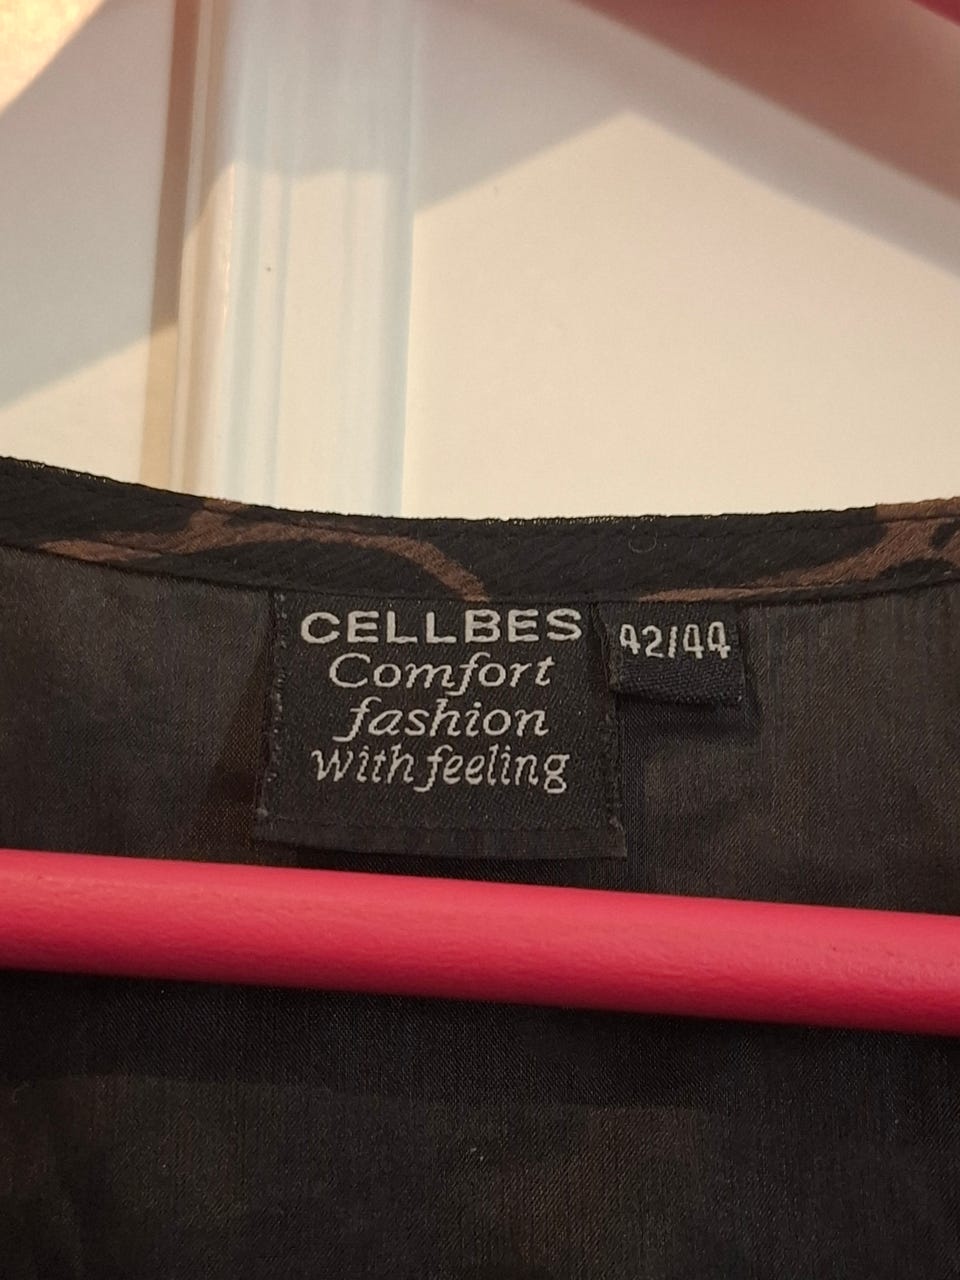 CELLBES
Comfort
fashion
with feeling
42/44